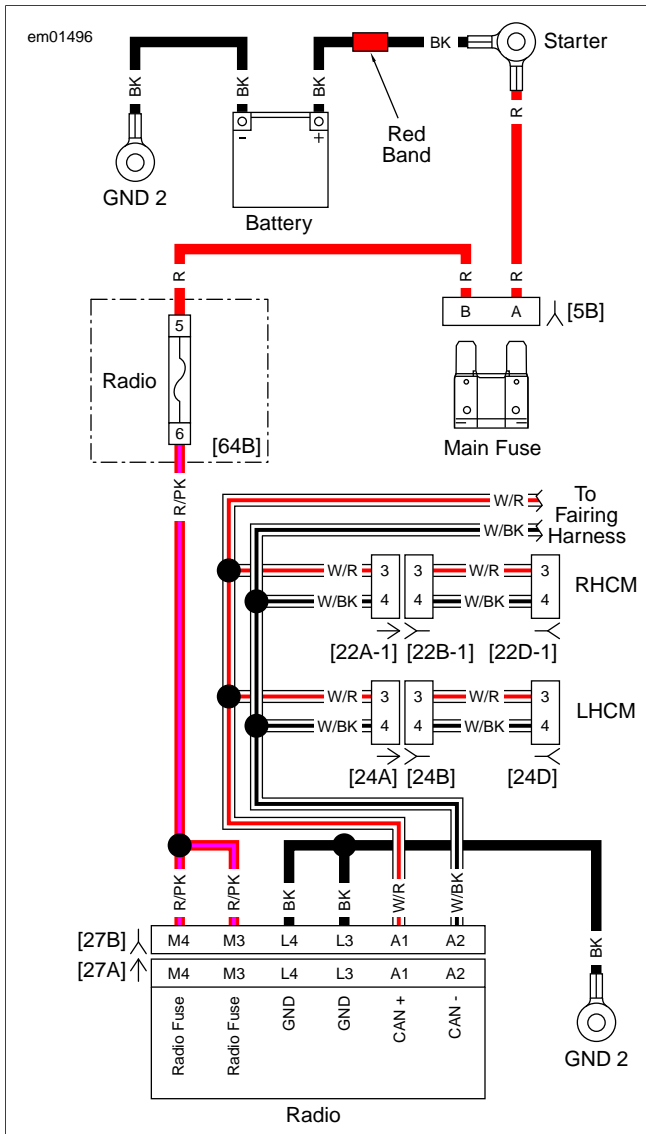 em01496
BK
Starter
BK
BK
R
Red
Band
-
+
GND 2
Battery
R
R
R
B
A
[5B]
5
Radio
6
[64B]
Main Fuse
R/PK
W/R
To
Fairing
Harness
W/BK
W/R
3
3
W/R
3
RHCM
W/BK
4
4
W/BK
4
[22A-1]
[22B-1]
[22D-1]
W/R
3
3
W/R
3
LHCM
W/BK
4
4
W/BK
4
[24A]
[24B]
[24D]
R/PK
R/PK
BK
BK
W/R
W/BK
BK
[27B]
M4
M3
L4
L3
A1
A2
[27A]
M4
M3
L4
L3
A1
A2
Radio Fuse
Radio Fuse
GND
GND
CAN +
CAN -
GND 2
Radio